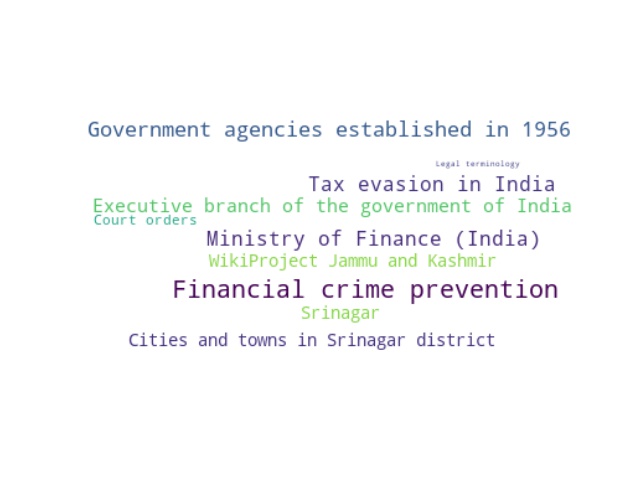 Government agencies established in 1956
Legal terminology
Tax evasion in India
Executive branch of the government of India
Court orders
Ministry of Finance (India)
WikiProject Jammu and Kashmir
Financial crime prevention
Srinagar
Cities and towns in Srinagar district